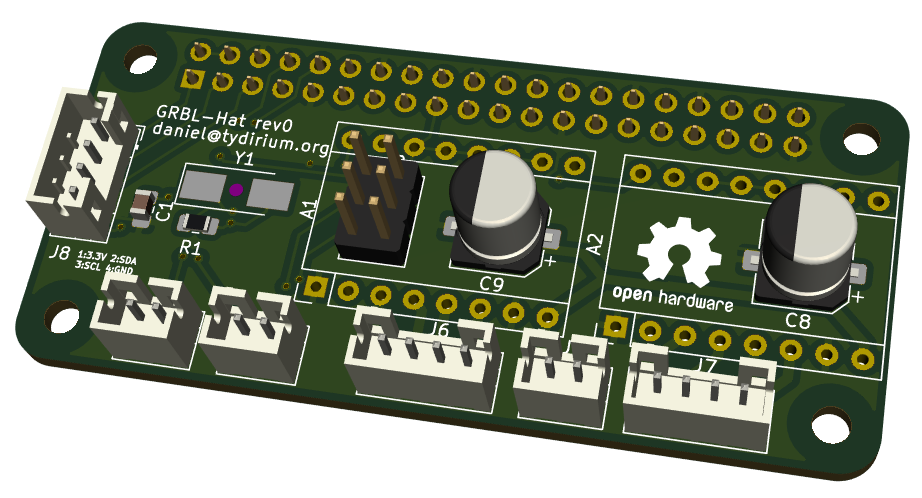 GRBL-Hat rev0
daniel@tydirium.org
Y1
C1
A1
R1
J8
1:3.3V 2:SDA
3:SCL 4:GND
+
C9
A2
open hardware
+
C8
J6
J7